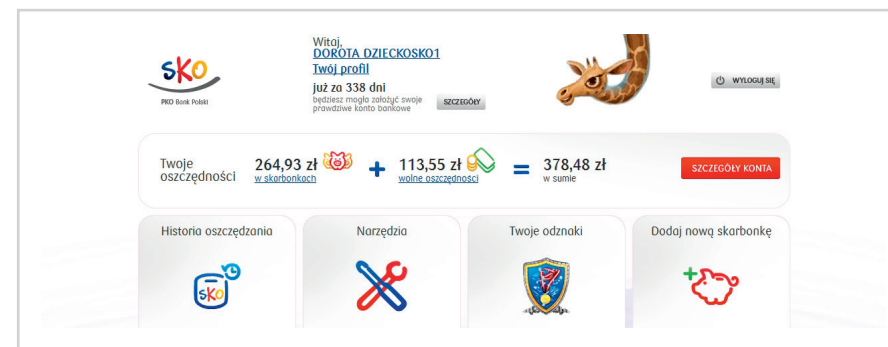 Witaj,
DOROTA DZIECKOSKO1
Twój profil
już za 338 dni
będziesz mogło założyć swoje
prawdziwe konto bankowe
SZCZEGÓŁY
WYLOGUJ SIĘ
SKO
PKO Bank Polski
Twoje
oszczędności
264,93 zł
w skarbonkach
+
113,55 zł
wolne oszczędności
=
378,48 zł
w sumie
SZCZEGÓŁY KONTA
Historia oszczędzania
Narzędzia
Twoje odznaki
Dodaj nową skarbonkę
SKO